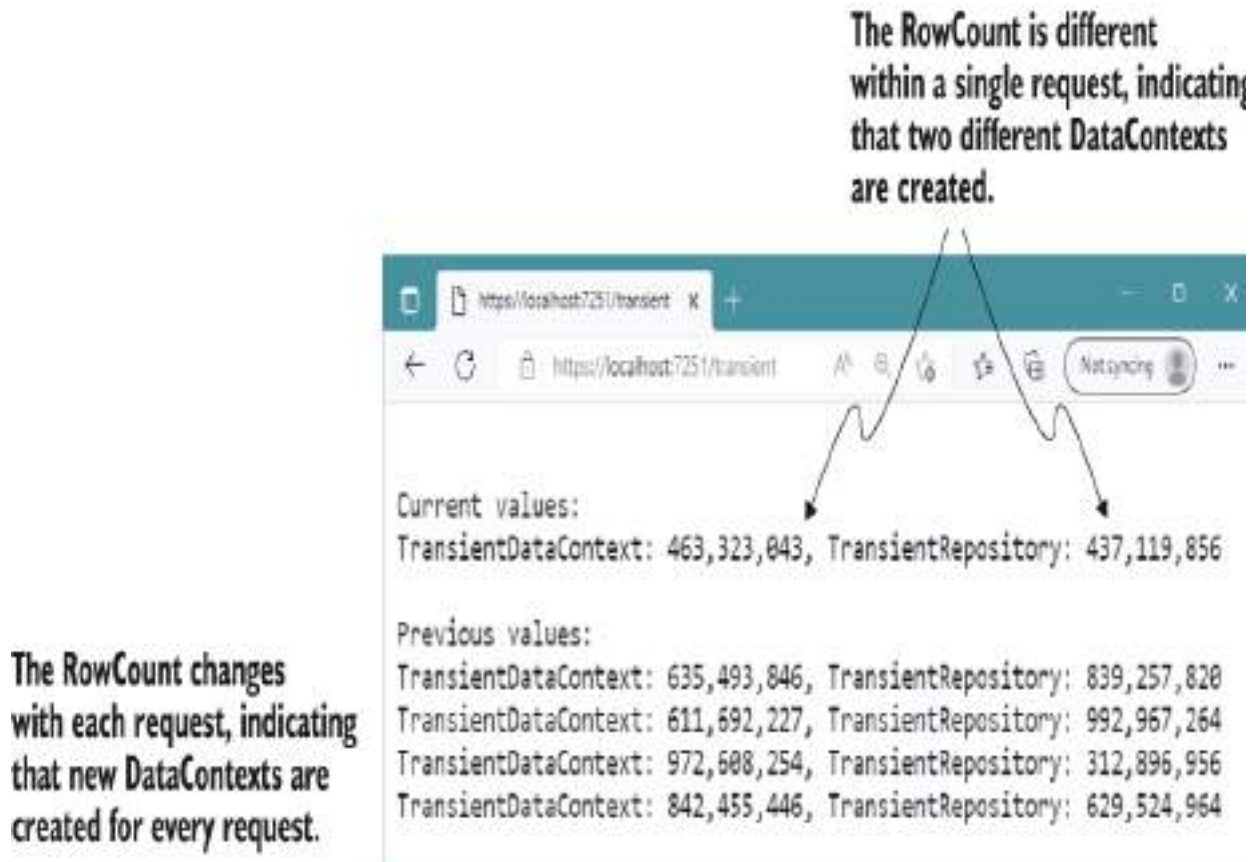 The RowCount is different
within a single request, indicating
that two different DataContexts
are created.
https://localhost:7251/transient
https://localhost:7251/transient
Not syncing
Current values:
TransientDataContext: 463,323,043, TransientRepository: 437,119,856
Previous values:
TransientDataContext: 635,493,846, TransientRepository: 839,257,820
TransientDataContext: 611,692,227, TransientRepository: 992,967,264
TransientDataContext: 972,608,254, TransientRepository: 312,896,956
TransientDataContext: 842,455,446, TransientRepository: 629,524,964
The RowCount changes
with each request, indicating
that new DataContexts are
created for every request.